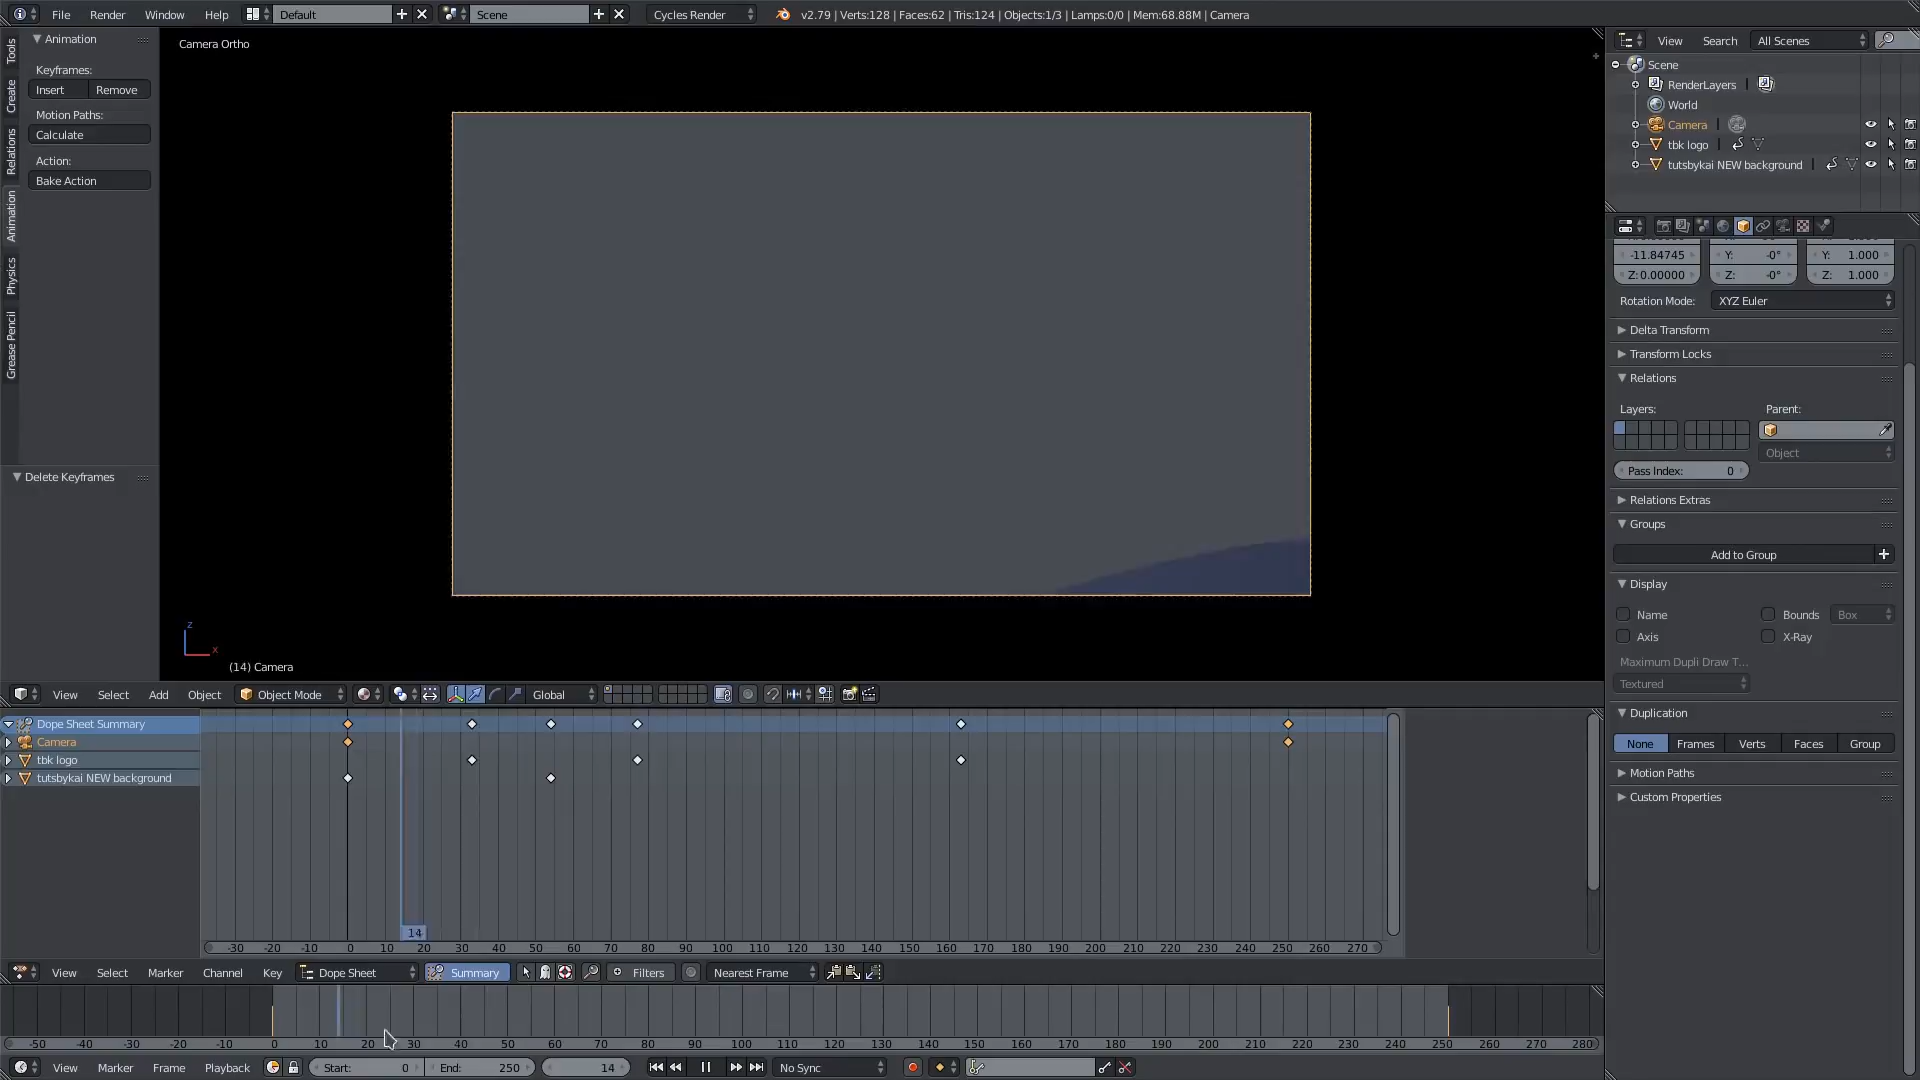 File Render Window Help Default Scene Cycles Render v2.79 | Verts:128 | Faces:62 | Tris:124 | Objects:1/3 | Lamps:0/0 | Mem:68.88M | Camera
Tools
Create
Relations
Animation
Physics
Grease Pencil
Animation
Keyframes:
Insert Remove
Motion Paths:
Calculate
Action:
Bake Action
Delete Keyframes
Camera Ortho
z
x
(14) Camera
View Search All Scenes
Scene
RenderLayers
World
Camera
tbk logo
tutsbykai NEW background
-11.84745 Y: -0° Y: 1.000
Z:0.00000 Z: -0° Z: 1.000
Rotation Mode: XYZ Euler
Delta Transform
Transform Locks
Relations
Layers: Parent:
Object
Pass Index: 0
Relations Extras
Groups
Add to Group
Display
Name Bounds Box
Axis X-Ray
Maximum Dupli Draw T...
Textured
Duplication
None Frames Verts Faces Group
Motion Paths
Custom Properties
View Select Add Object Object Mode Global
Dope Sheet Summary
Camera
tbk logo
tutsbykai NEW background
14
-30 -20 -10 0 10 20 30 40 50 60 70 80 90 100 110 120 130 140 150 160 170 180 190 200 210 220 230 240 250 260 270
View Select Marker Channel Key Dope Sheet Summary Filters Nearest Frame
-50 -40 -30 -20 -10 0 10 20 30 40 50 60 70 80 90 100 110 120 130 140 150 160 170 180 190 200 210 220 230 240 250 260 270 280
View Marker Frame Playback Start: 0 End: 250 14 No Sync